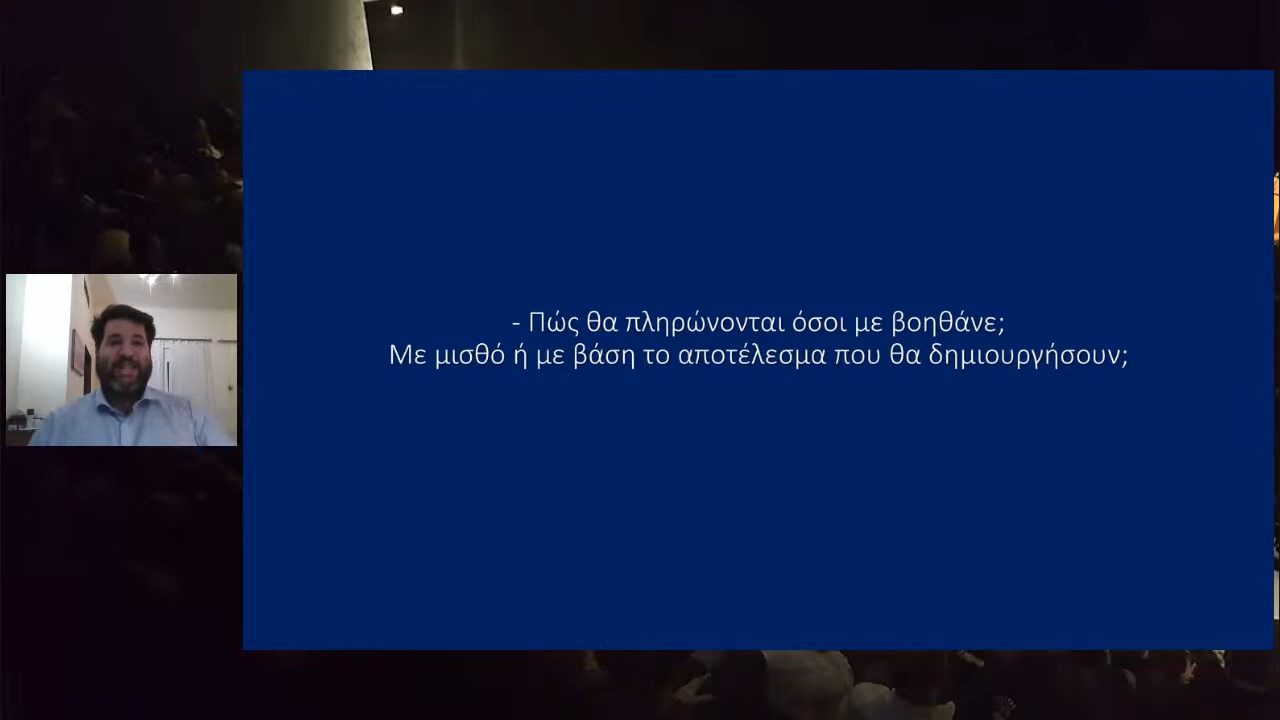 - Πώς θα πληρώνονται όσοι με βοηθάνε;
Με μισθό ή με βάση το αποτέλεσμα που θα δημιουργήσουν;